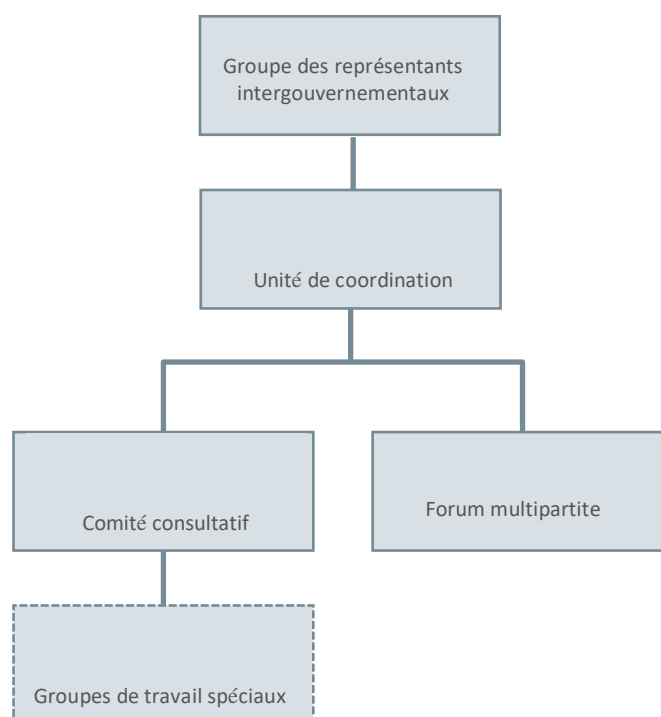 Groupe des représentants
intergouvernementaux
Unité de coordination
Comité consultatif
Forum multipartite
Groupes de travail spéciaux